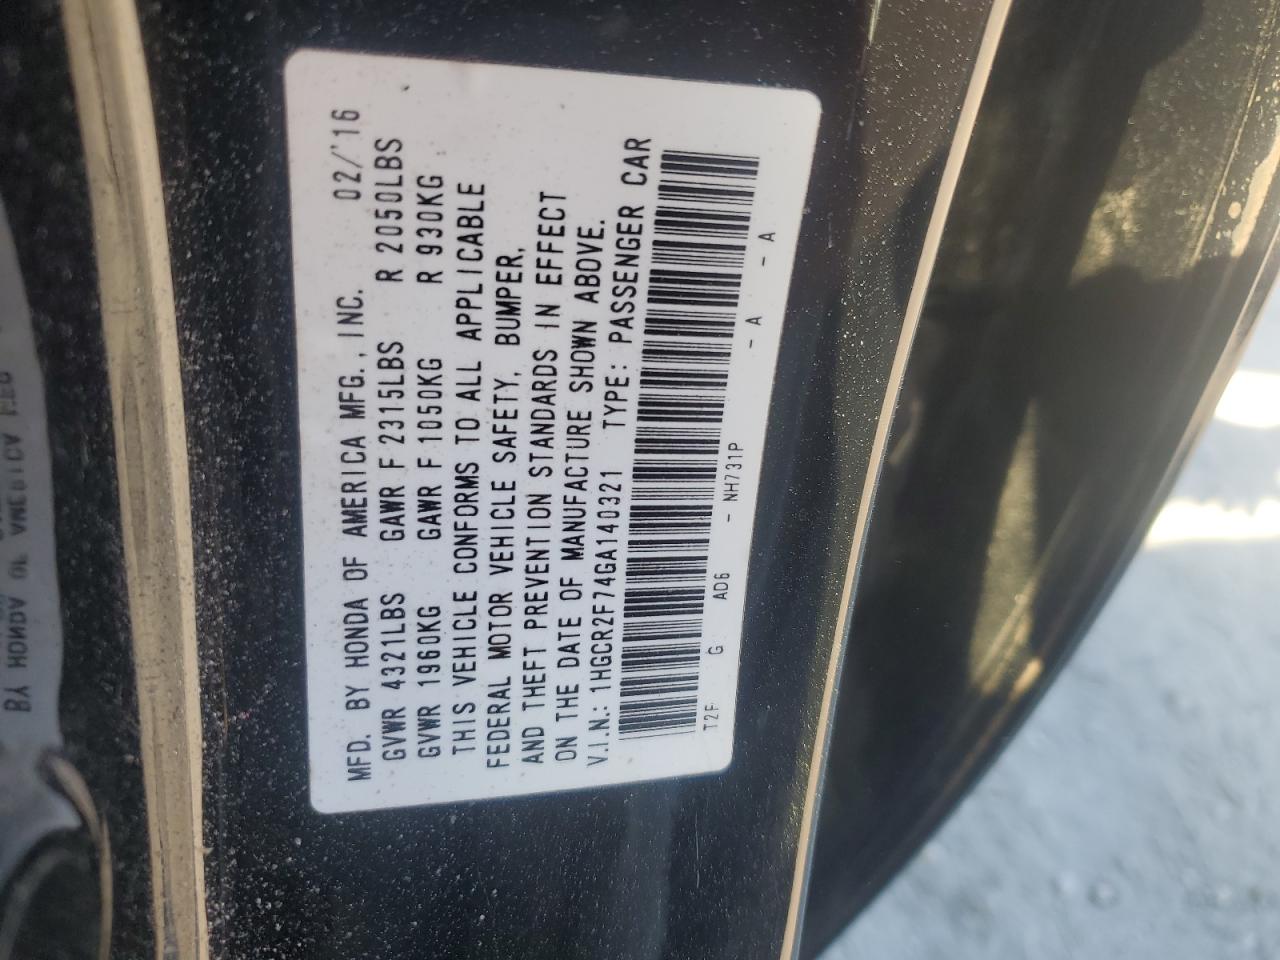 MFD. BY HONDA OF AMERICA MFG., INC. 02/'16
GVWR 4321LBS GAWR F 2315LBS R 2050LBS
GVWR 1960KG GAWR F 1050KG R 930KG
THIS VEHICLE CONFORMS TO ALL APPLICABLE
FEDERAL MOTOR VEHICLE SAFETY, BUMPER,
AND THEFT PREVENTION STANDARDS IN EFFECT
ON THE DATE OF MANUFACTURE SHOWN ABOVE.
V.I.N.: 1HGCR2F74GA140321 TYPE: PASSENGER CAR
T2F G AD6 - NH731P - A - A